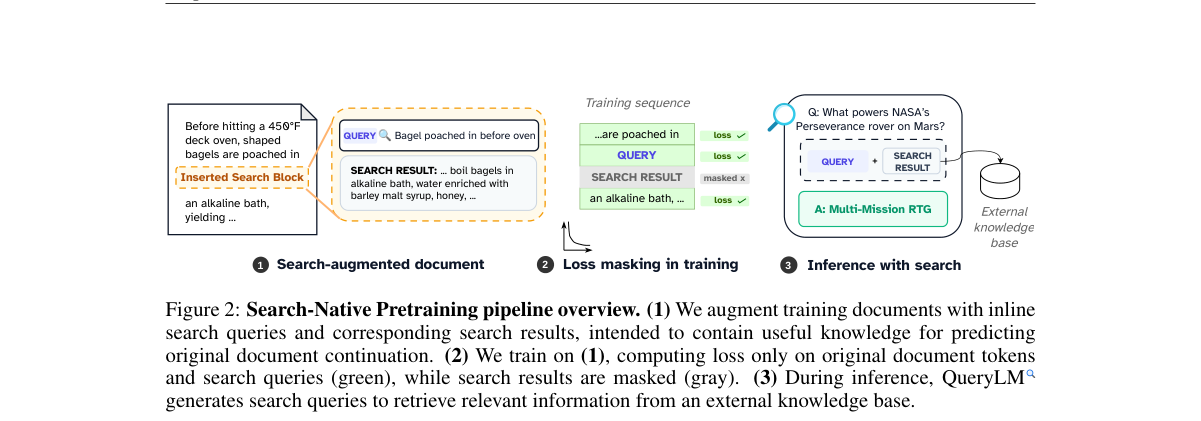 Before hitting a 450°F
deck oven, shaped
bagels are poached in
Inserted Search Block
an alkaline bath,
yielding ...
QUERY 🔍 Bagel poached in before oven
SEARCH RESULT: ... boil bagels in
alkaline bath, water enriched with
barley malt syrup, honey, ...
1 Search-augmented document
Training sequence
...are poached in
loss ✓
QUERY
loss ✓
SEARCH RESULT
masked x
an alkaline bath, ...
loss ✓
2 Loss masking in training
Q: What powers NASA's
Perseverance rover on Mars?
QUERY + SEARCH
RESULT
A: Multi-Mission RTG
External
knowledge
base
3 Inference with search
Figure 2: Search-Native Pretraining pipeline overview. (1) We augment training documents with inline
search queries and corresponding search results, intended to contain useful knowledge for predicting
original document continuation. (2) We train on (1), computing loss only on original document tokens
and search queries (green), while search results are masked (gray). (3) During inference, QueryLM🔍
generates search queries to retrieve relevant information from an external knowledge base.